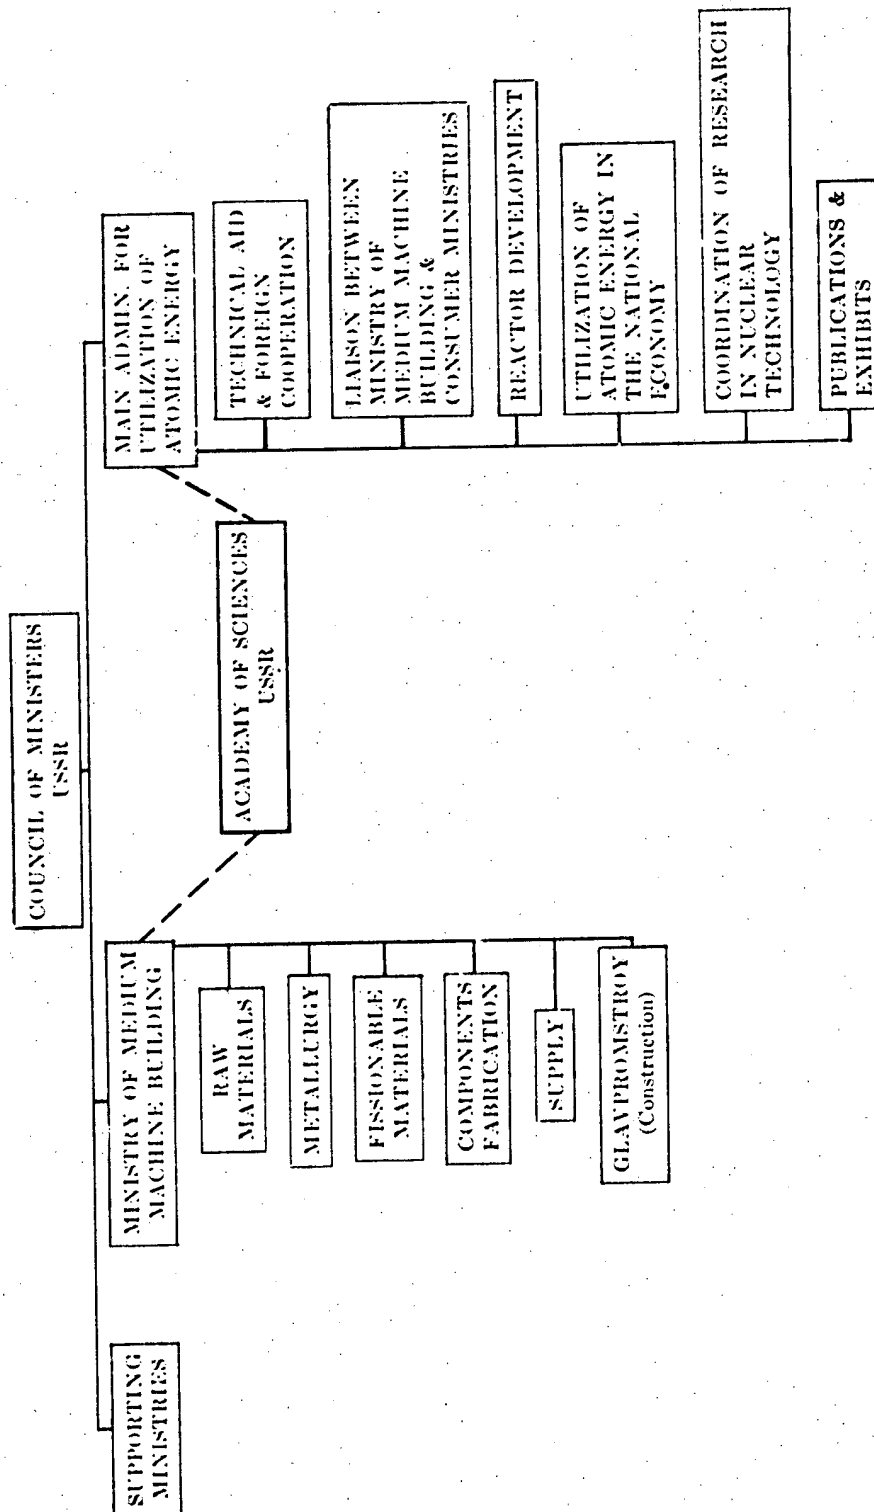 COUNCIL OF MINISTERS
USSR
SUPPORTING
MINISTRIES
MINISTRY OF MEDIUM
MACHINE BUILDING
RAW
MATERIALS
METALLURGY
FISSIONABLE
MATERIALS
COMPONENTS
FABRICATION
SUPPLY
GLAVPROMSTROY
(Construction)
ACADEMY OF SCIENCES
USSR
MAIN ADMIN. FOR
UTILIZATION OF
ATOMIC ENERGY
TECHNICAL AID
& FOREIGN
COOPERATION
LIAISON BETWEEN
MINISTRY OF
MEDIUM MACHINE
BUILDING &
CONSUMER MINISTRIES
REACTOR DEVELOPMENT
UTILIZATION OF
ATOMIC ENERGY IN
THE NATIONAL
ECONOMY
COORDINATION OF RESEARCH
IN NUCLEAR
TECHNOLOGY
PUBLICATIONS &
EXHIBITS